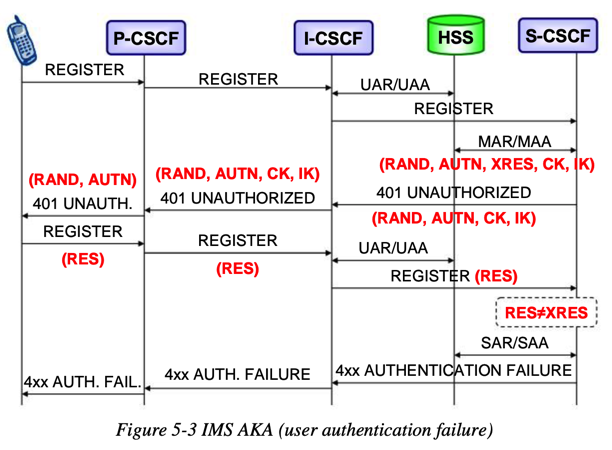 P-CSCF
I-CSCF
HSS
S-CSCF
REGISTER
REGISTER
UAR/UAA
REGISTER
MAR/MAA
(RAND, AUTN, XRES, CK, IK)
(RAND, AUTN, CK, IK)
(RAND, AUTN)
401 UNAUTHORIZED
401 UNAUTHORIZED
401 UNAUTH.
(RAND, AUTN, CK, IK)
REGISTER
(RES)
REGISTER
(RES)
UAR/UAA
REGISTER (RES)
RES≠XRES
SAR/SAA
4xx AUTHENTICATION FAILURE
4xx AUTH. FAILURE
4xx AUTH. FAIL.
Figure 5-3 IMS AKA (user authentication failure)